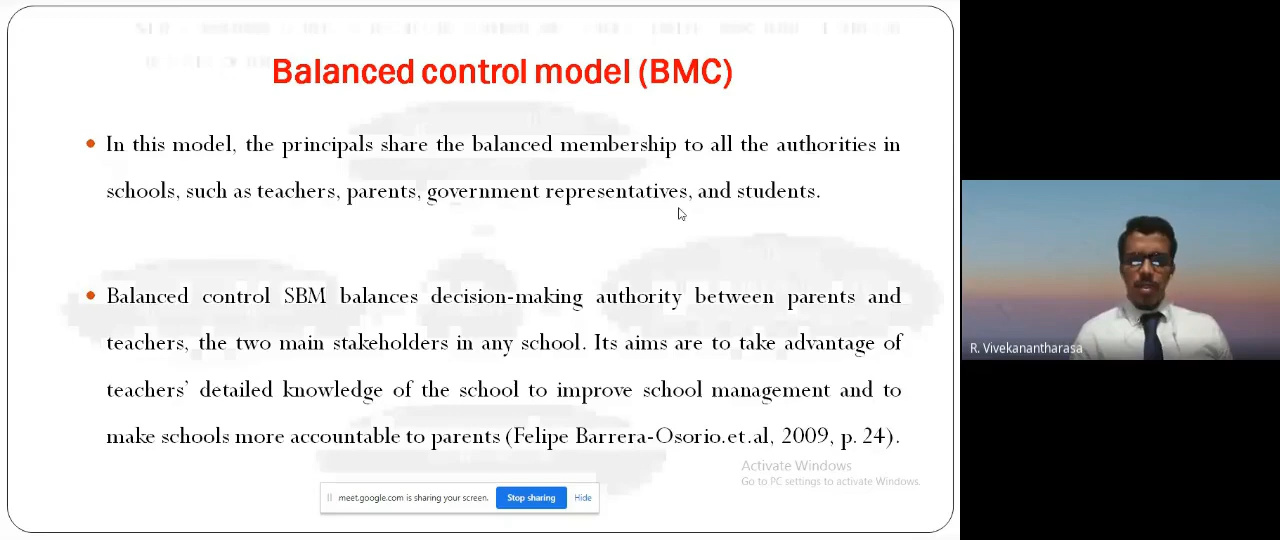 Balanced control model (BMC)
• In this model, the principals share the balanced membership to all the authorities in
schools, such as teachers, parents, government representatives, and students.
• Balanced control SBM balances decision-making authority between parents and
teachers, the two main stakeholders in any school. Its aims are to take advantage of
teachers’ detailed knowledge of the school to improve school management and to
make schools more accountable to parents (Felipe Barrera-Osorio.et.al, 2009, p. 24).
Activate Windows
Go to PC settings to activate Windows.
meet.google.com is sharing your screen. Stop sharing Hide
R. Vivekanantharasa